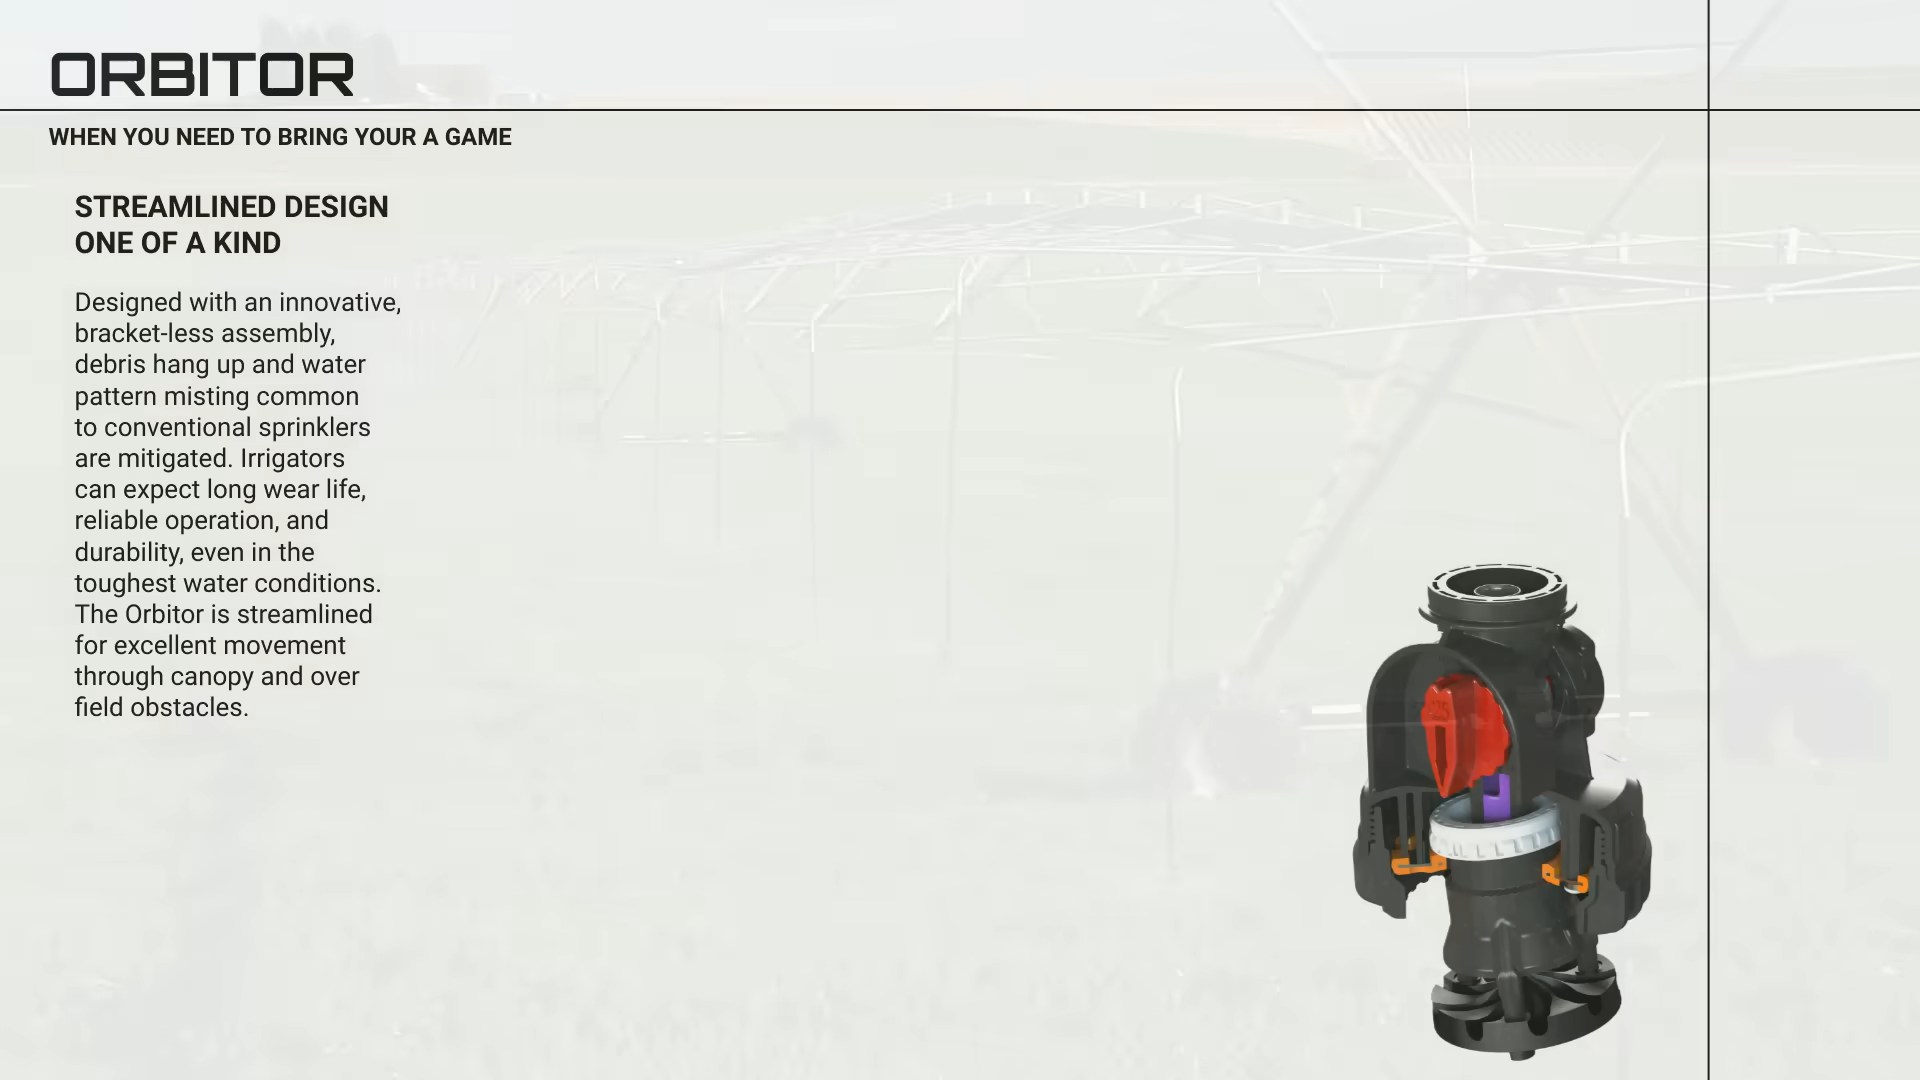 ORBITOR
WHEN YOU NEED TO BRING YOUR A GAME
STREAMLINED DESIGN
ONE OF A KIND
Designed with an innovative,
bracket-less assembly,
debris hang up and water
pattern misting common
to conventional sprinklers
are mitigated. Irrigators
can expect long wear life,
reliable operation, and
durability, even in the
toughest water conditions.
The Orbitor is streamlined
for excellent movement
through canopy and over
field obstacles.